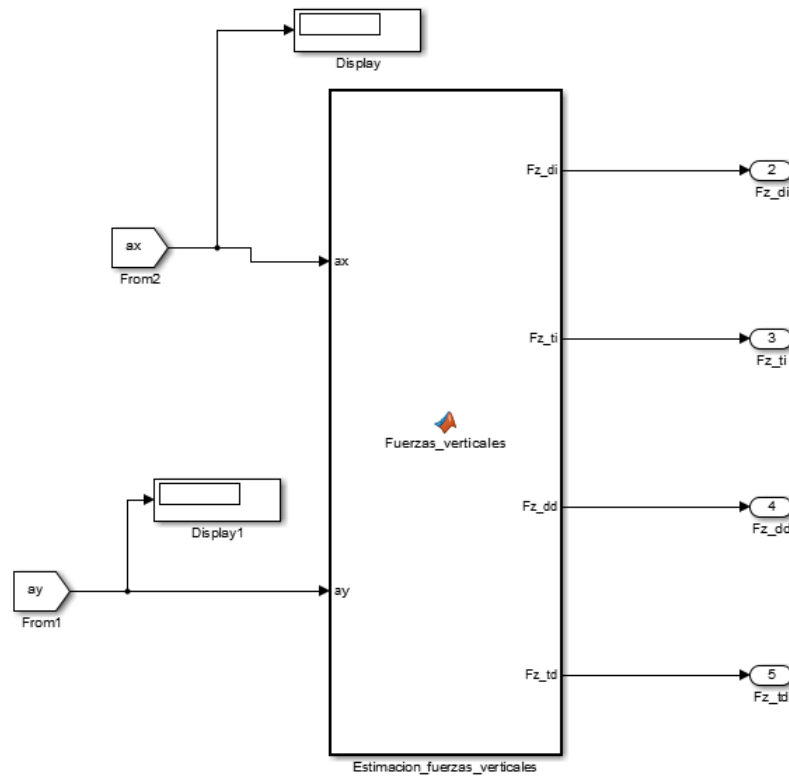 Display
Fz_di
2
Fz_di
ax
From2
ax
Fz_ti
3
Fz_ti
Fuerzas_verticales
Display1
Fz_dd
4
Fz_dd
ay
From1
ay
Fz_td
5
Fz_td
Estimacion_fuerzas_verticales